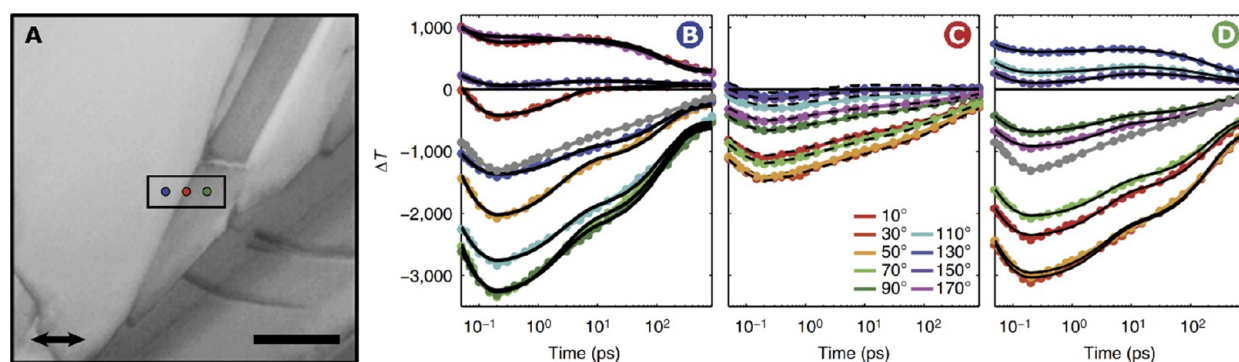 A
B
C
D
ΔT
1,000
0
−1,000
−2,000
−3,000
10°
30°
50°
70°
90°
110°
130°
150°
170°
10⁻¹ 10⁰ 10¹ 10²
10⁻¹ 10⁰ 10¹ 10²
10⁻¹ 10⁰ 10¹ 10²
Time (ps)
Time (ps)
Time (ps)